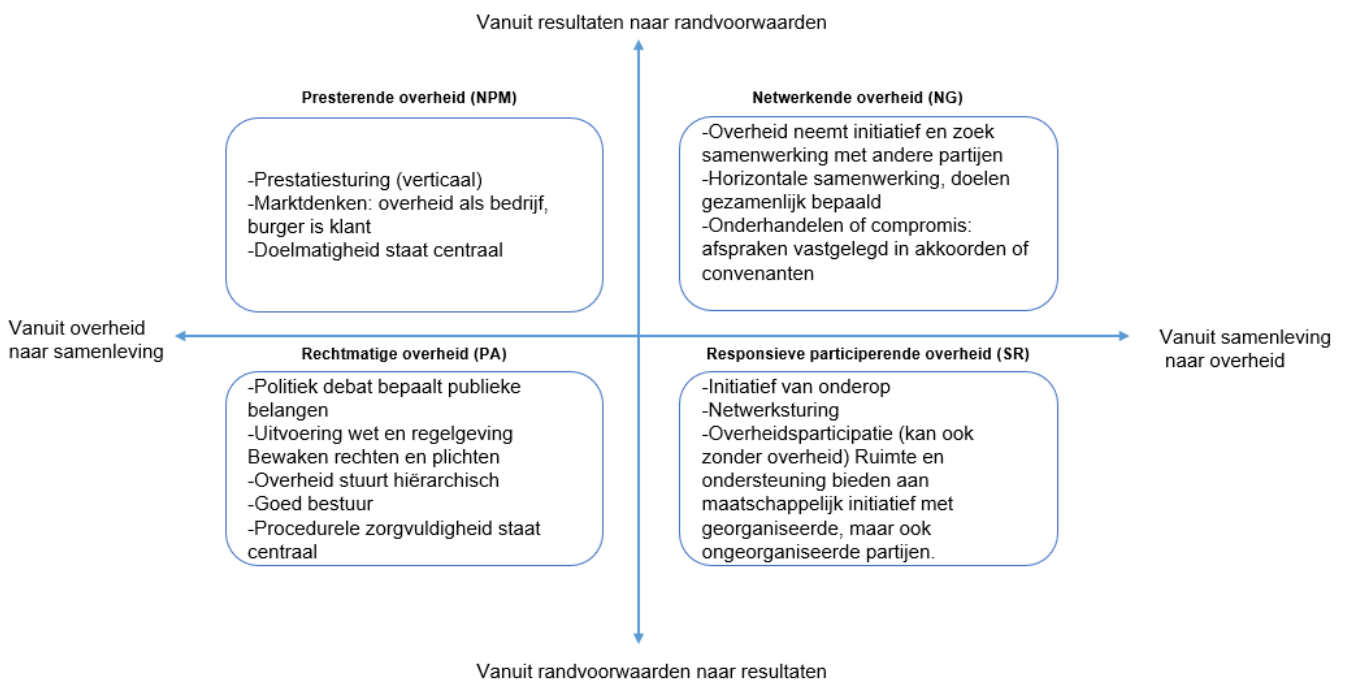 Vanuit resultaten naar randvoorwaarden
Presterende overheid (NPM)
-Prestatiesturing (verticaal)
-Marktdenken: overheid als bedrijf,
burger is klant
-Doelmatigheid staat centraal
Netwerkende overheid (NG)
-Overheid neemt initiatief en zoek
samenwerking met andere partijen
-Horizontale samenwerking, doelen
gezamenlijk bepaald
-Onderhandelen of compromis:
afspraken vastgelegd in akkoorden of
convenanten
Vanuit overheid
naar samenleving
Vanuit samenleving
naar overheid
Rechtmatige overheid (PA)
-Politiek debat bepaalt publieke
belangen
-Uitvoering wet en regelgeving
Bewaken rechten en plichten
-Overheid stuurt hiërarchisch
-Goed bestuur
-Procedurele zorgvuldigheid staat
centraal
Responsieve participerende overheid (SR)
-Initiatief van onderop
-Netwerksturing
-Overheidsparticipatie (kan ook
zonder overheid) Ruimte en
ondersteuning bieden aan
maatschappelijk initiatief met
georganiseerde, maar ook
ongeorganiseerde partijen.
Vanuit randvoorwaarden naar resultaten